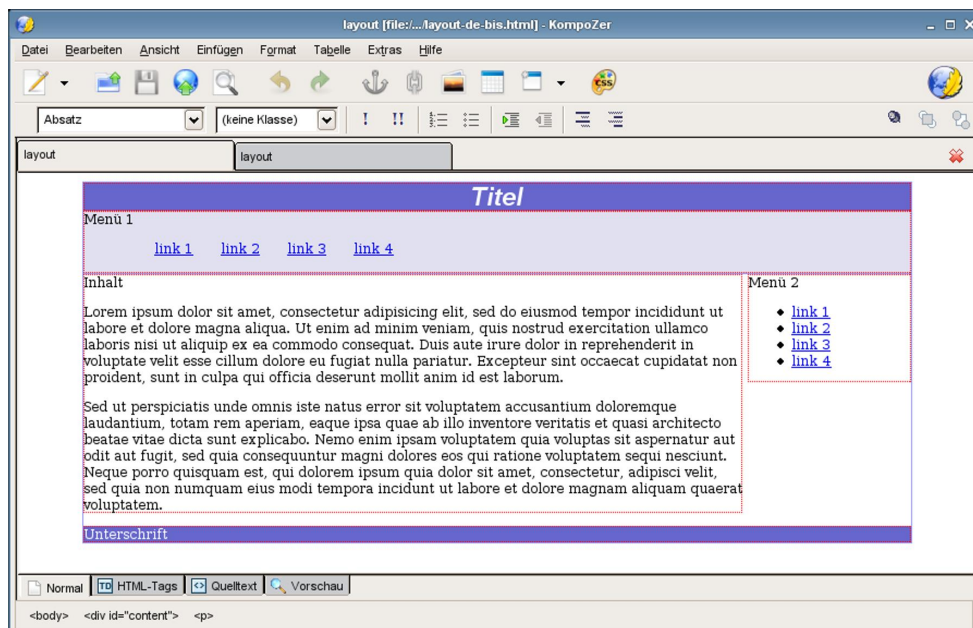 layout [file:/.../layout-de-bis.html] - KompoZer
Datei Bearbeiten Ansicht Einfügen Format Tabelle Extras Hilfe
CSS
Absatz (keine Klasse) ! !!
layout layout
Titel
Menü 1
link 1 link 2 link 3 link 4
Inhalt
Lorem ipsum dolor sit amet, consectetur adipisicing elit, sed do eiusmod tempor incididunt ut
labore et dolore magna aliqua. Ut enim ad minim veniam, quis nostrud exercitation ullamco
laboris nisi ut aliquip ex ea commodo consequat. Duis aute irure dolor in reprehenderit in
voluptate velit esse cillum dolore eu fugiat nulla pariatur. Excepteur sint occaecat cupidatat non
proident, sunt in culpa qui officia deserunt mollit anim id est laborum.
Sed ut perspiciatis unde omnis iste natus error sit voluptatem accusantium doloremque
laudantium, totam rem aperiam, eaque ipsa quae ab illo inventore veritatis et quasi architecto
beatae vitae dicta sunt explicabo. Nemo enim ipsam voluptatem quia voluptas sit aspernatur aut
odit aut fugit, sed quia consequuntur magni dolores eos qui ratione voluptatem sequi nesciunt.
Neque porro quisquam est, qui dolorem ipsum quia dolor sit amet, consectetur, adipisci velit,
sed quia non numquam eius modi tempora incidunt ut labore et dolore magnam aliquam quaerat
voluptatem.
Menü 2
link 1
link 2
link 3
link 4
Unterschrift
Normal TD HTML-Tags Quelltext Vorschau
<body> <div id="content"> <p>